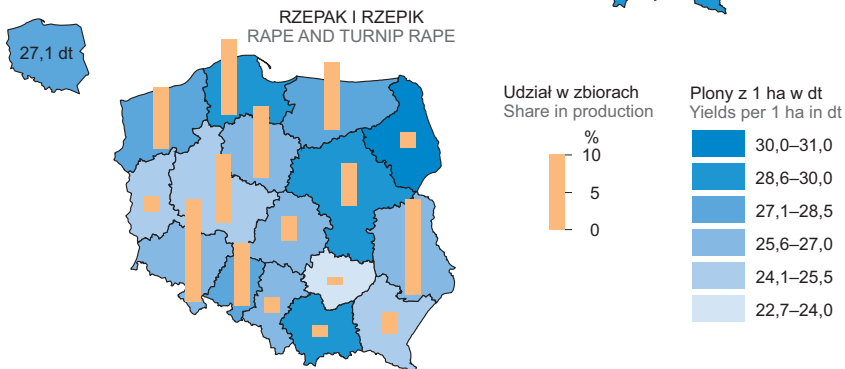 RZEPAK I RZEPIK
RAPE AND TURNIP RAPE
27,1 dt
Udział w zbiorach
Share in production
%
10
5
0
Plony z 1 ha w dt
Yields per 1 ha in dt
30,0–31,0
28,6–30,0
27,1–28,5
25,6–27,0
24,1–25,5
22,7–24,0